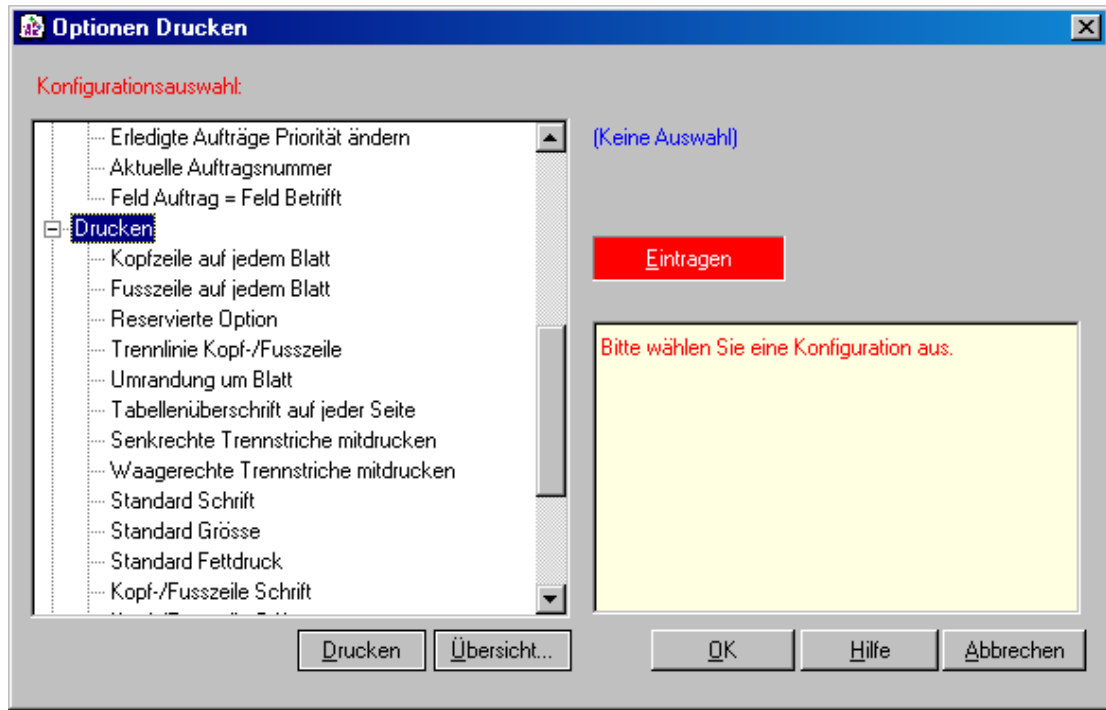 Optionen Drucken
Konfigurationsauswahl:
Erledigte Aufträge Priorität ändern
Aktuelle Auftragsnummer
Feld Auftrag = Feld Betrifft
Drucken
Kopfzeile auf jedem Blatt
Fusszeile auf jedem Blatt
Reservierte Option
Trennlinie Kopf-/Fusszeile
Umrandung um Blatt
Tabellenüberschrift auf jeder Seite
Senkrechte Trennstriche mitdrucken
Waagerechte Trennstriche mitdrucken
Standard Schrift
Standard Grösse
Standard Fettdruck
Kopf-/Fusszeile Schrift
(Keine Auswahl)
Eintragen
Bitte wählen Sie eine Konfiguration aus.
Drucken
Übersicht...
OK
Hilfe
Abbrechen